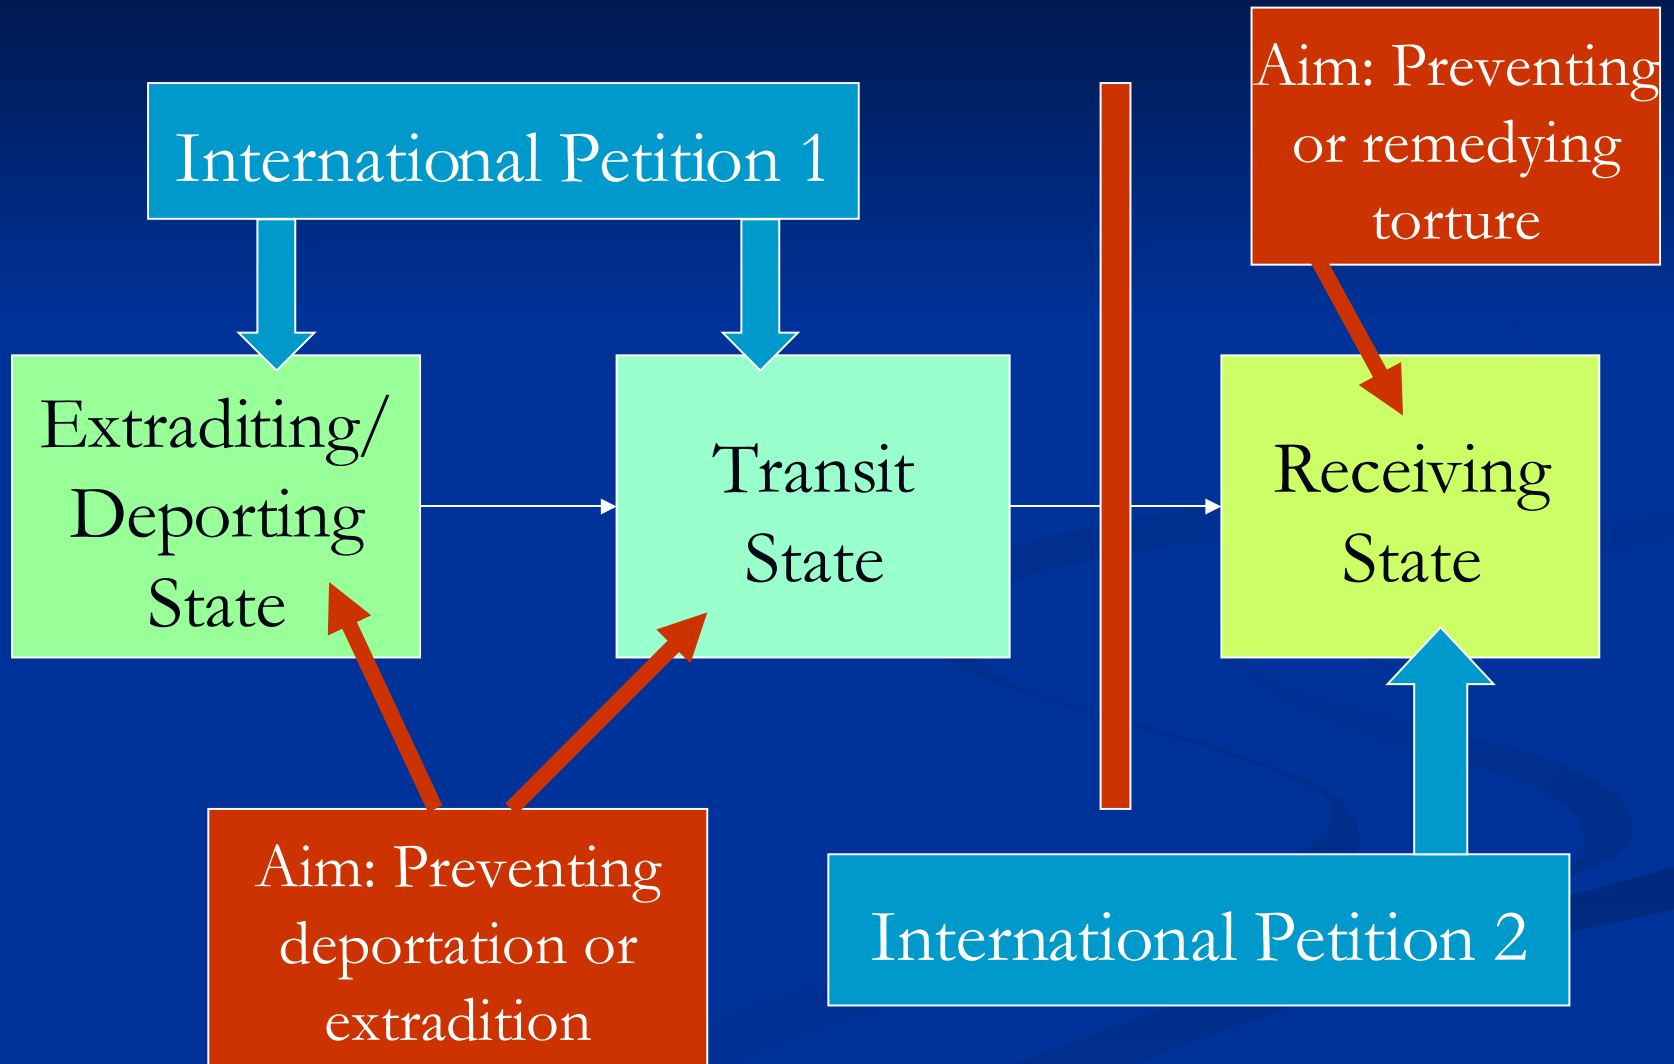 International Petition 1
Aim: Preventing
or remedying
torture
Extraditing/
Deporting
State
Transit
State
Receiving
State
Aim: Preventing
deportation or
extradition
International Petition 2